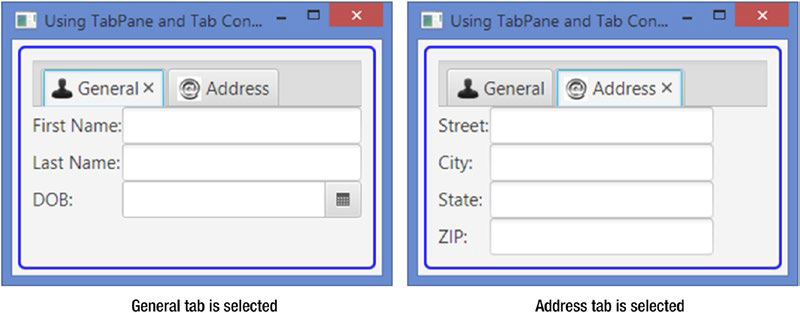 Using TabPane and Tab Con...
General
Address
First Name:
Last Name:
DOB:
General tab is selected
Using TabPane and Tab Con...
General
Address
Street:
City:
State:
ZIP:
Address tab is selected